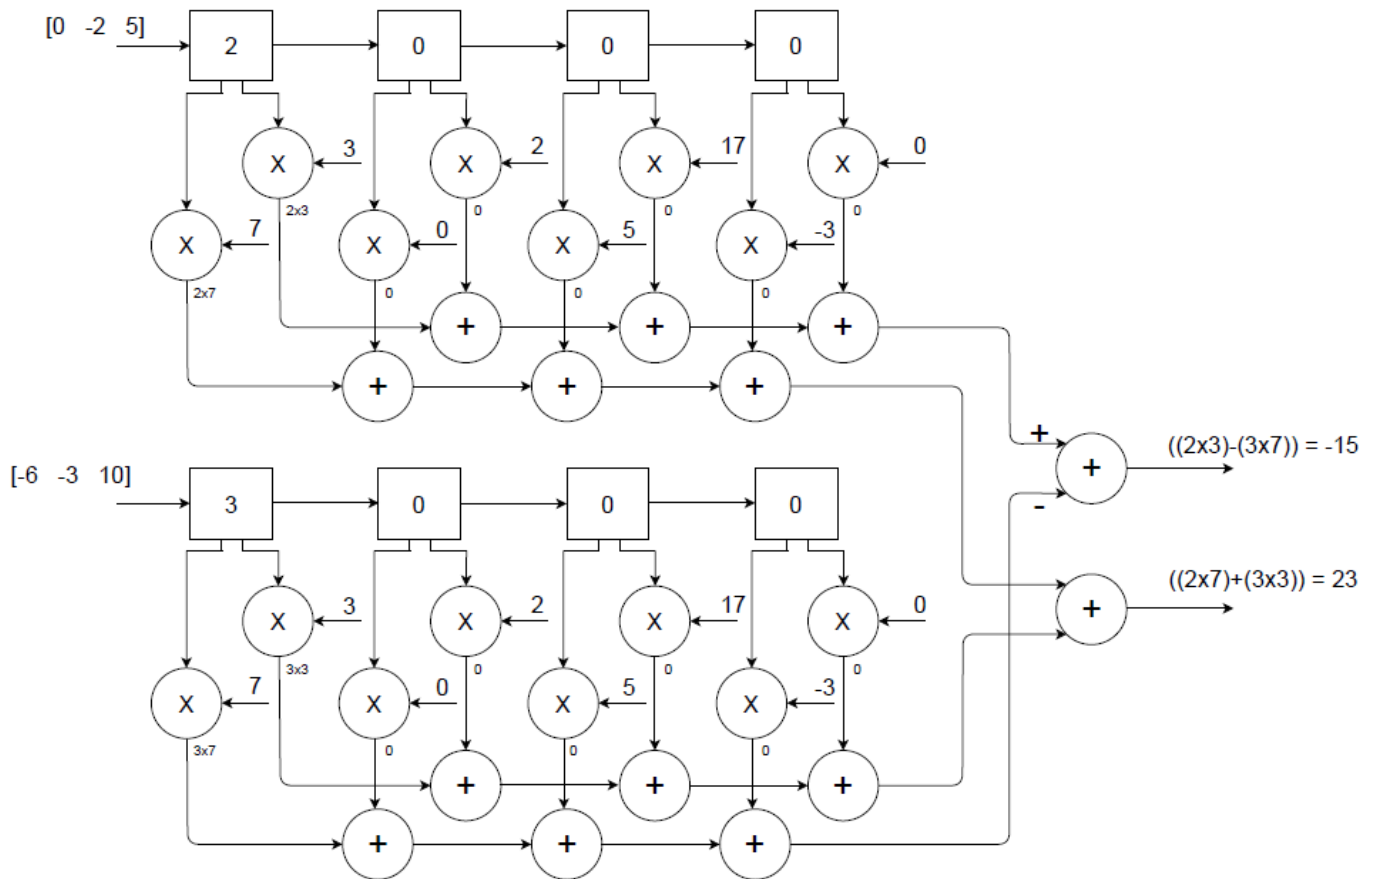 [0 -2 5]
2 0 0 0
X 3 X 2 X 17 X 0
2x3 0 0 0
X 7 X 0 X 5 X -3
2x7 0 0 0
+ + +
+ + +
+
+ ((2x3)-(3x7)) = -15
-
[-6 -3 10]
3 0 0 0
+ ((2x7)+(3x3)) = 23
X 3 X 2 X 17 X 0
3x3 0 0 0
X 7 X 0 X 5 X -3
3x7 0 0 0
+ + +
+ + +